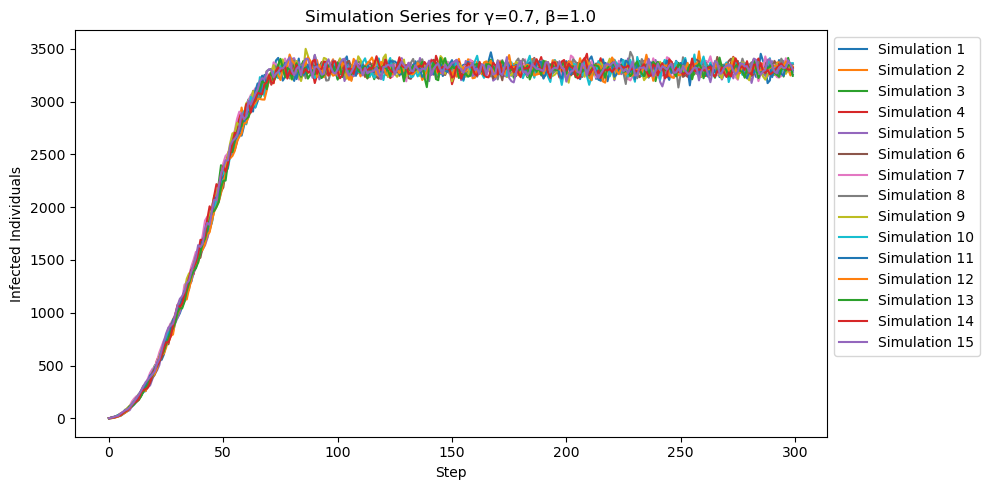 Simulation Series for γ=0.7, β=1.0
3500
3000
2500
2000
1500
1000
500
0
Infected Individuals
0 50 100 150 200 250 300
Step
Simulation 1
Simulation 2
Simulation 3
Simulation 4
Simulation 5
Simulation 6
Simulation 7
Simulation 8
Simulation 9
Simulation 10
Simulation 11
Simulation 12
Simulation 13
Simulation 14
Simulation 15